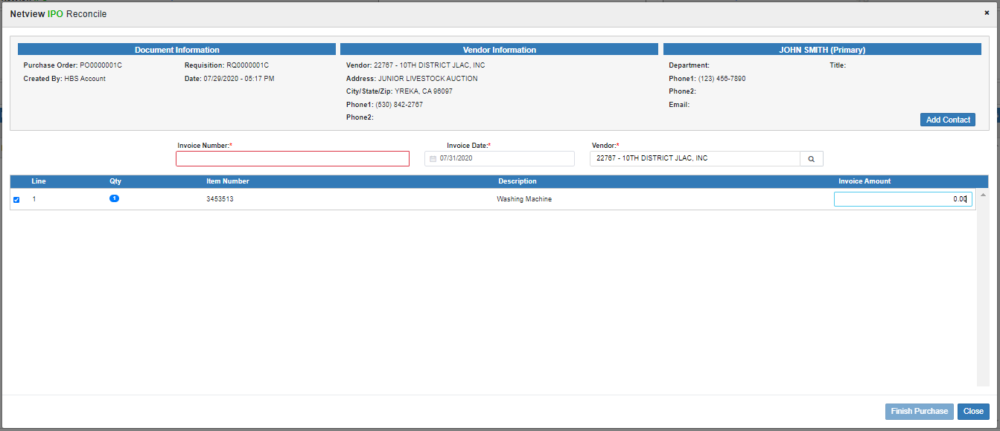 Netview IPO Reconcile
×
Document Information
Purchase Order: PO0000001C Requisition: RQ0000001C
Created By: HBS Account Date: 07/29/2020 - 05:17 PM
Vendor Information
Vendor: 22767 - 10TH DISTRICT JLAC, INC
Address: JUNIOR LIVESTOCK AUCTION
City/State/Zip: YREKA, CA 96097
Phone1: (530) 842-2767
Phone2:
JOHN SMITH (Primary)
Department: Title:
Phone1: (123) 456-7890
Phone2:
Email:
Add Contact
Invoice Number:* Invoice Date:* Vendor:*
07/31/2020 22767 - 10TH DISTRICT JLAC, INC
Line Qty Item Number Description Invoice Amount
1 1 3453513 Washing Machine 0.00
Finish Purchase Close